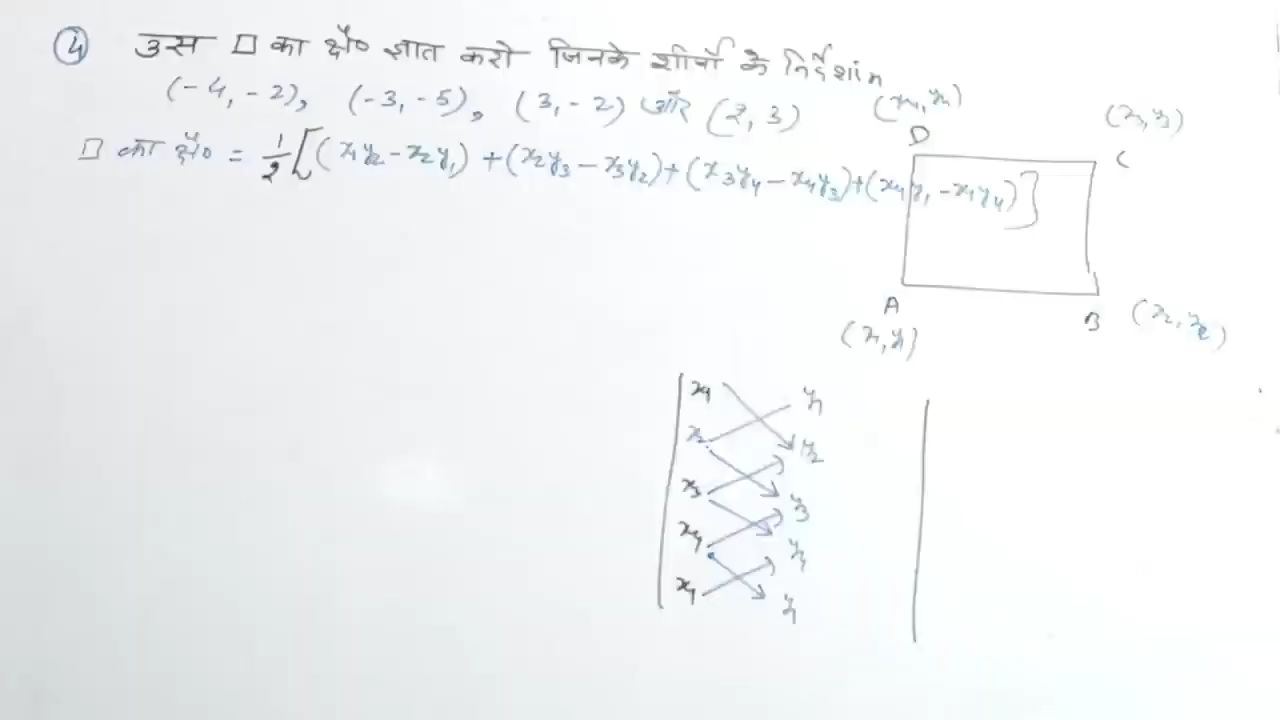 ④ उस □ का क्षे० ज्ञात करो जिनके शीर्षों के निर्देशांक
(-4, -2), (-3, -5), (3, -2) और (2, 3)
□ का क्षे० = 1/2 [(x₁y₂ - x₂y₁) + (x₂y₃ - x₃y₂) + (x₃y₄ - x₄y₃) + (x₄y₁ - x₁y₄)]
(x₄, y₄)
(x₃, y₃)
D
C
A
B
(x₁, y₁)
(x₂, y₂)
x₁ y₁
x₂ y₂
x₃ y₃
x₄ y₄
x₁ y₁